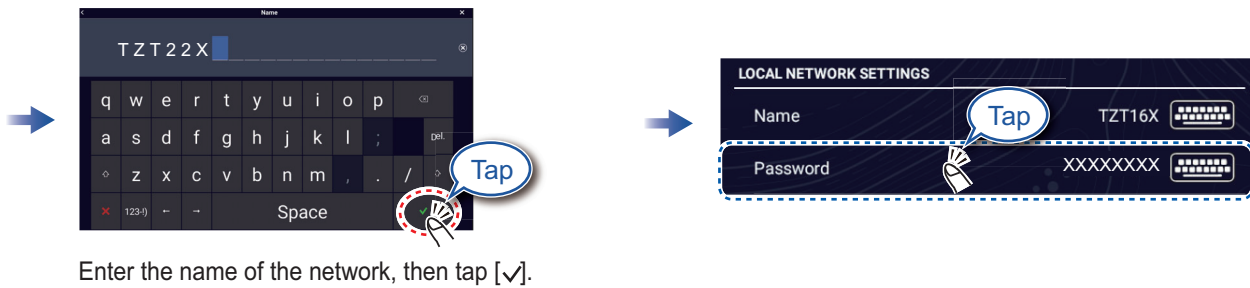 Name
TZT22X
q w e r t y u i o p
a s d f g h j k l ; Del.
z x c v b n m , . /
123-!) ← → Space ✓
Tap
Enter the name of the network, then tap [✓].
LOCAL NETWORK SETTINGS
Name TZT16X
Tap
Password XXXXXXXX